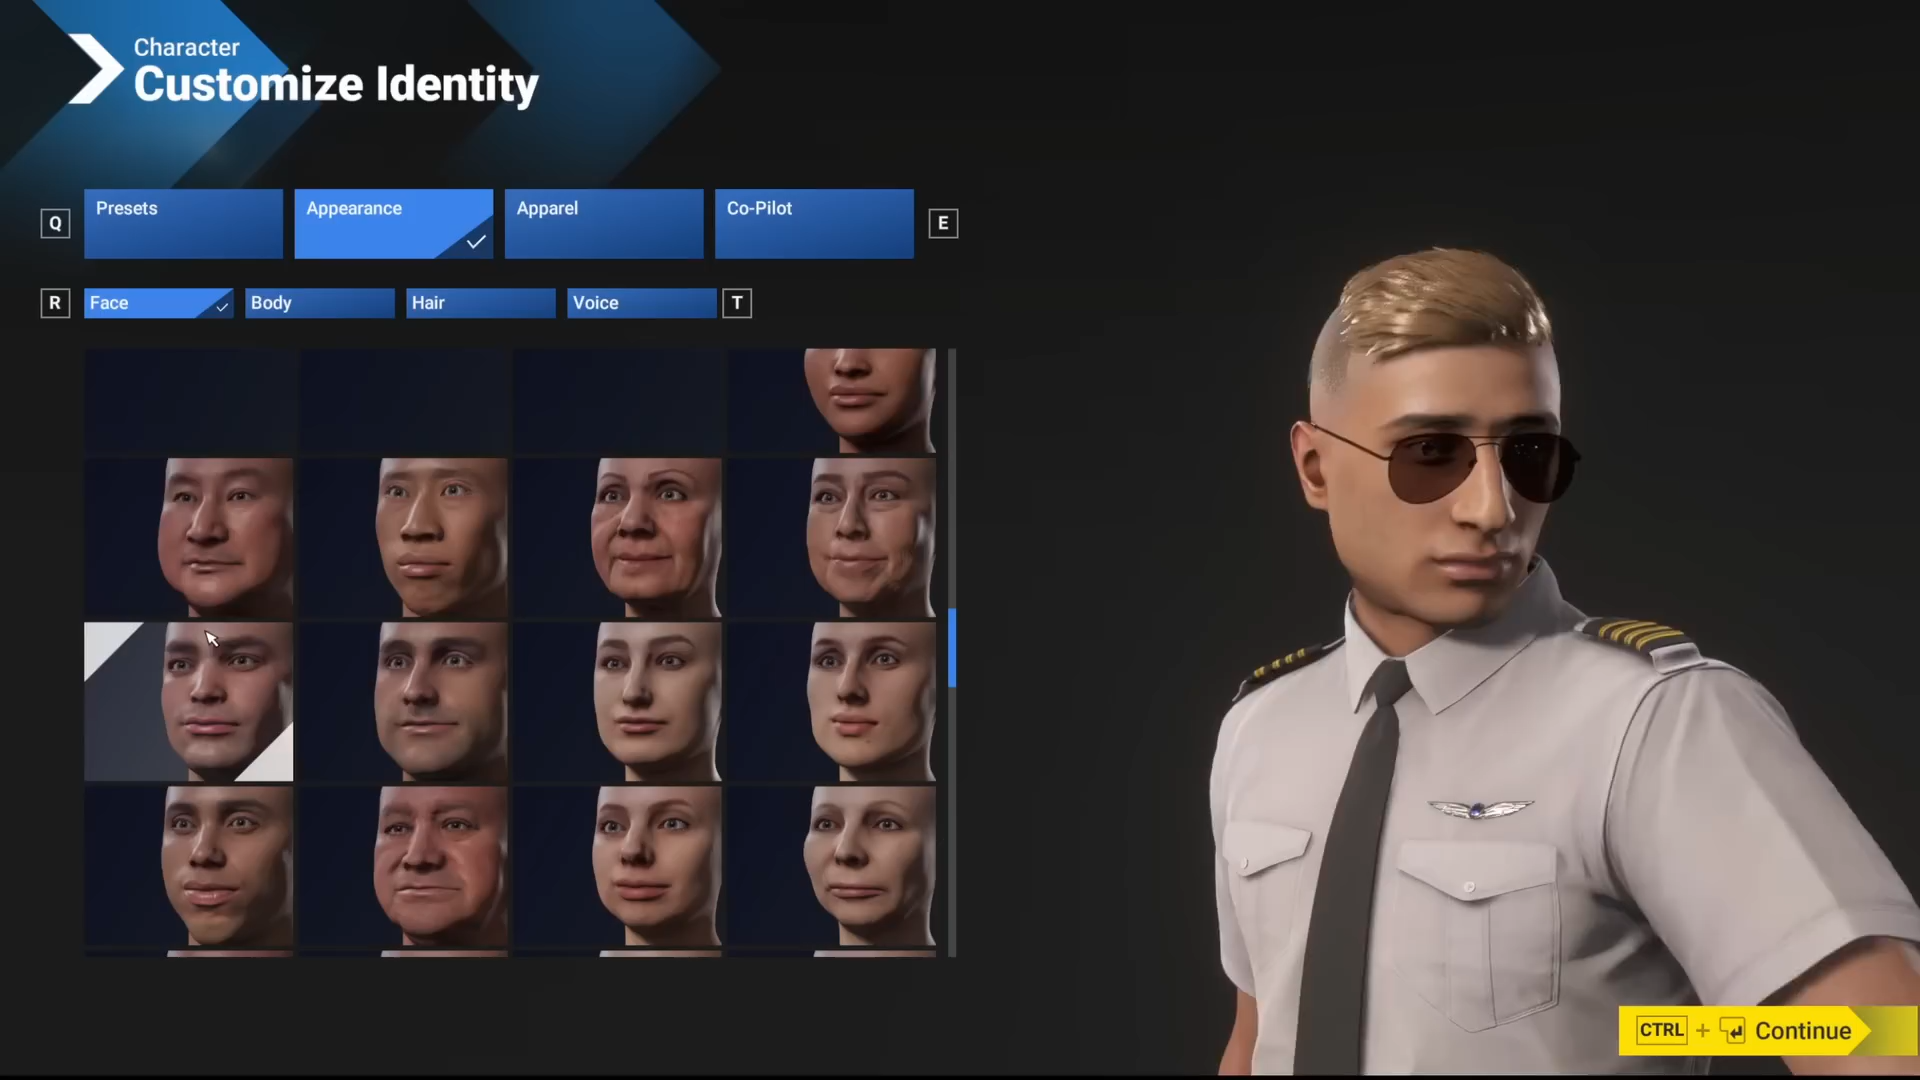 Character
Customize Identity
Q
Presets
Appearance
Apparel
Co-Pilot
E
R
Face
Body
Hair
Voice
T
CTRL + Continue